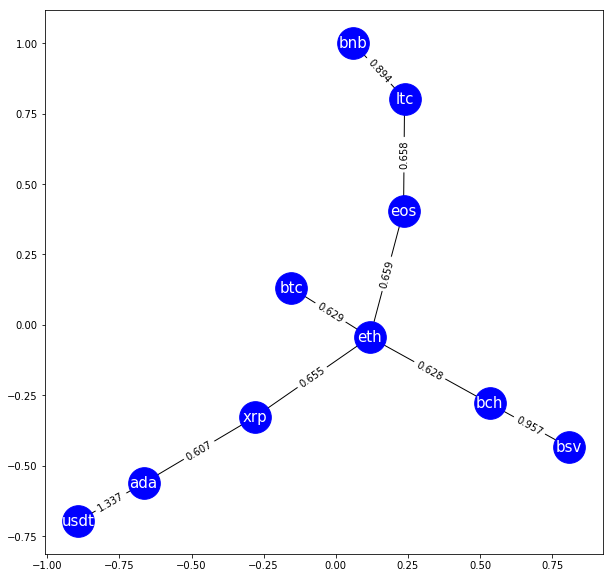 1.00
0.75
0.50
0.25
0.00
−0.25
−0.50
−0.75
bnb
0.894
ltc
0.658
eos
0.659
btc
0.629
eth
0.655
0.628
xrp
bch
0.607
0.957
bsv
ada
1.337
usdt
−1.00
−0.75
−0.50
−0.25
0.00
0.25
0.50
0.75